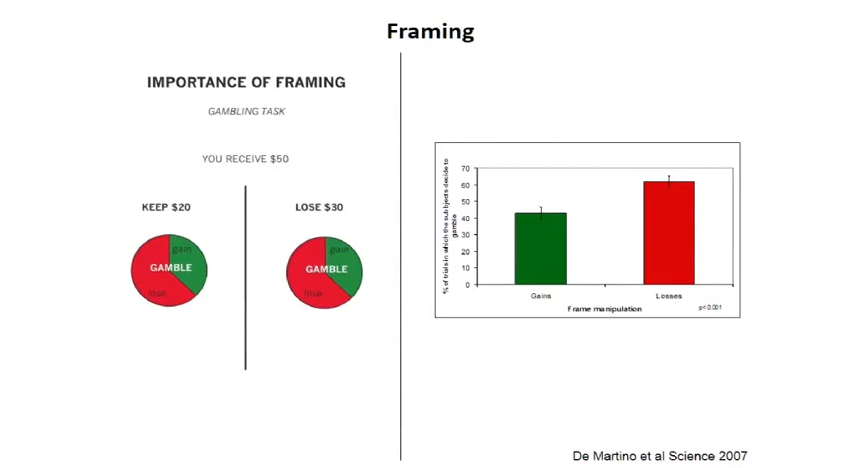 Framing
IMPORTANCE OF FRAMING
GAMBLING TASK
YOU RECEIVE $50
KEEP $20
LOSE $30
gain
GAMBLE
lose
gain
GAMBLE
lose
% of trials in which the subbjects decide to
gamble
70
60
50
40
30
20
10
0
Gains
Losses
Frame manipulation
p< 0.001
De Martino et al Science 2007